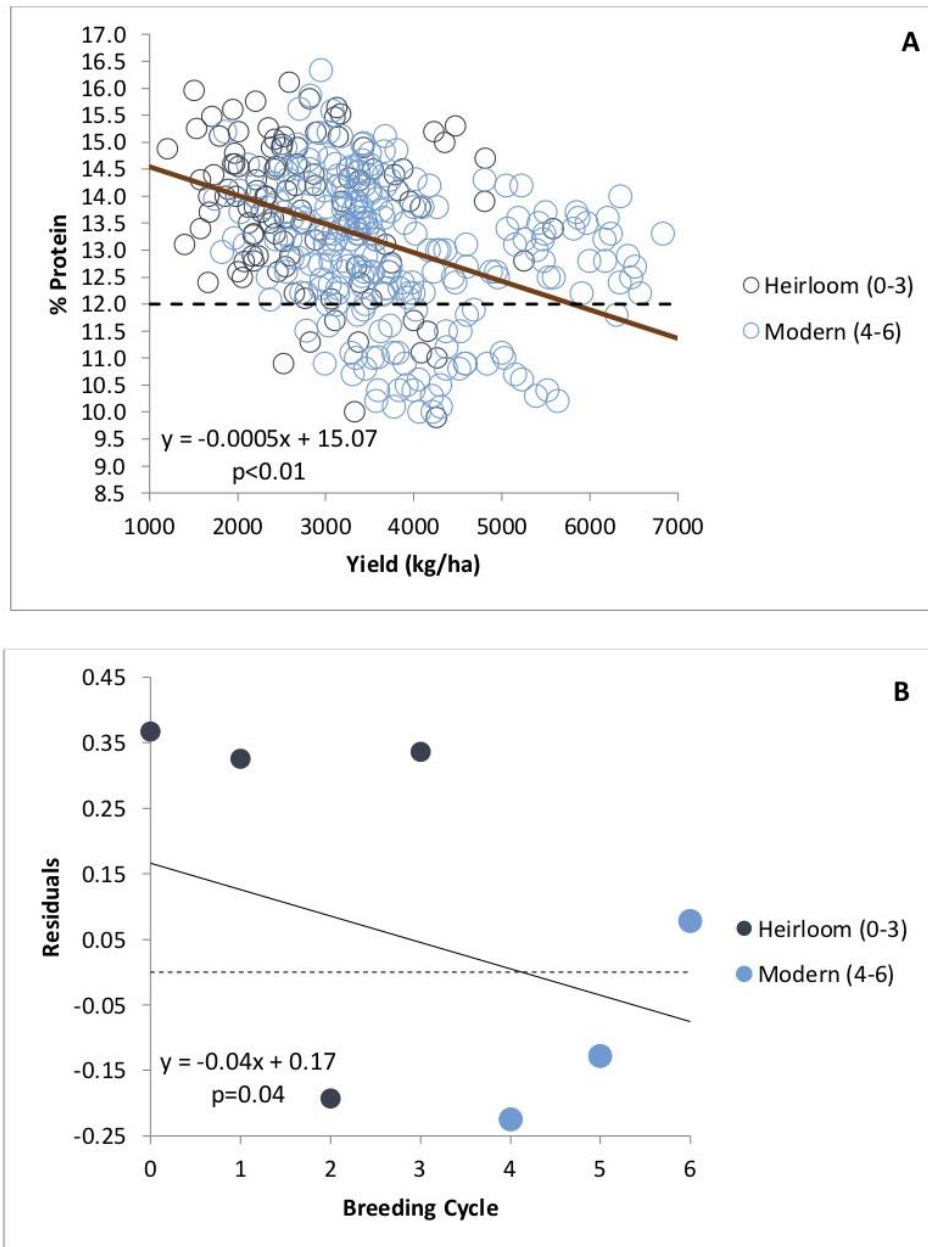 A
17.0
16.5
16.0
15.5
15.0
14.5
14.0
13.5
13.0
12.5
12.0
11.5
11.0
10.5
10.0
9.5
9.0
8.5
% Protein
y = -0.0005x + 15.07
p<0.01
1000 2000 3000 4000 5000 6000 7000
Yield (kg/ha)
Heirloom (0-3)
Modern (4-6)
B
0.45
0.35
0.25
0.15
0.05
-0.05
-0.15
-0.25
Residuals
y = -0.04x + 0.17
p=0.04
0 1 2 3 4 5 6
Breeding Cycle
Heirloom (0-3)
Modern (4-6)